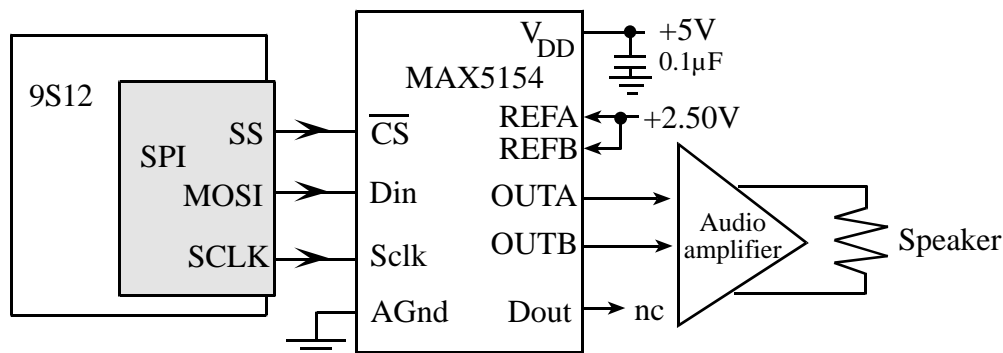 9S12
SPI
SS
MOSI
SCLK
VDD
MAX5154
CS
Din
Sclk
AGnd
REFA
REFB
OUTA
OUTB
Dout
+5V
0.1µF
+2.50V
nc
Audio
amplifier
Speaker